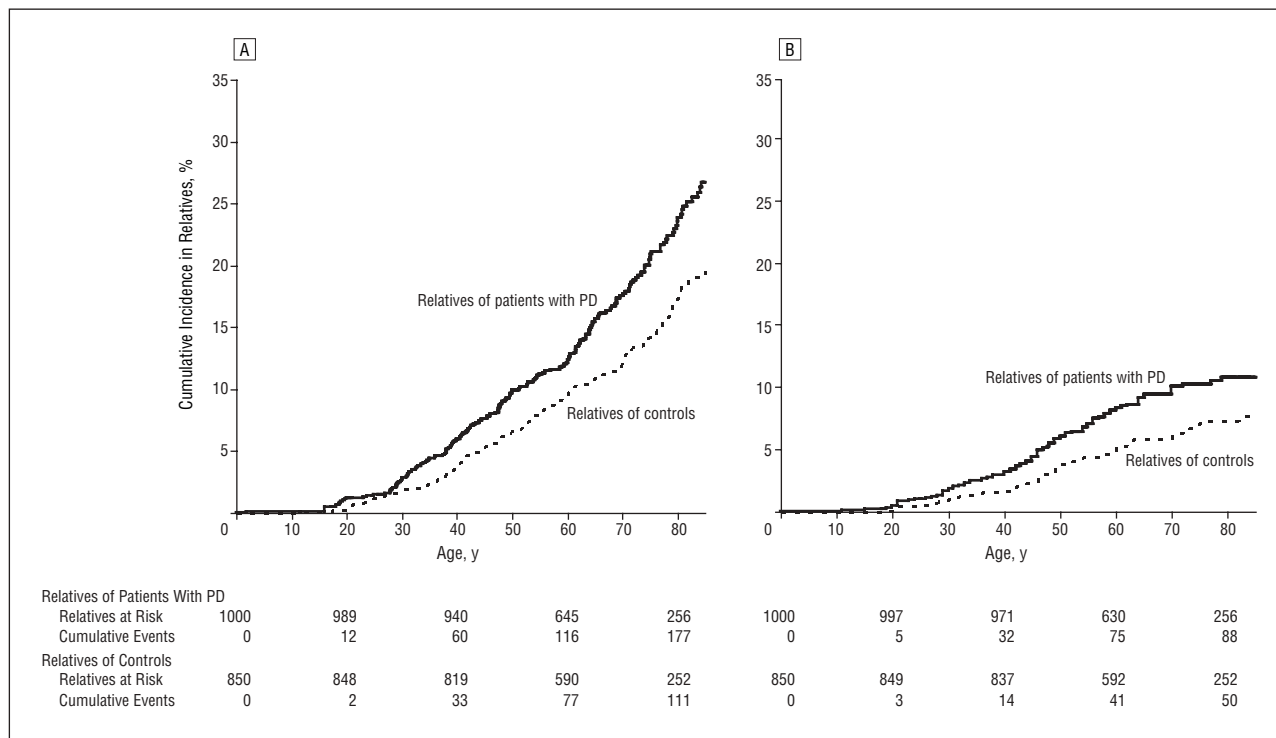 A
35
30
25
20
15
10
5
0
10
20
30
40
50
60
70
80
Cumulative Incidence in Relatives, %
Relatives of patients with PD
Relatives of controls
Age, y
B
35
30
25
20
15
10
5
0
10
20
30
40
50
60
70
80
Relatives of patients with PD
Relatives of controls
Age, y
Relatives of Patients With PD
Relatives at Risk 1000 989 940 645 256 1000 997 971 630 256
Cumulative Events 0 12 60 116 177 0 5 32 75 88
Relatives of Controls
Relatives at Risk 850 848 819 590 252 850 849 837 592 252
Cumulative Events 0 2 33 77 111 0 3 14 41 50